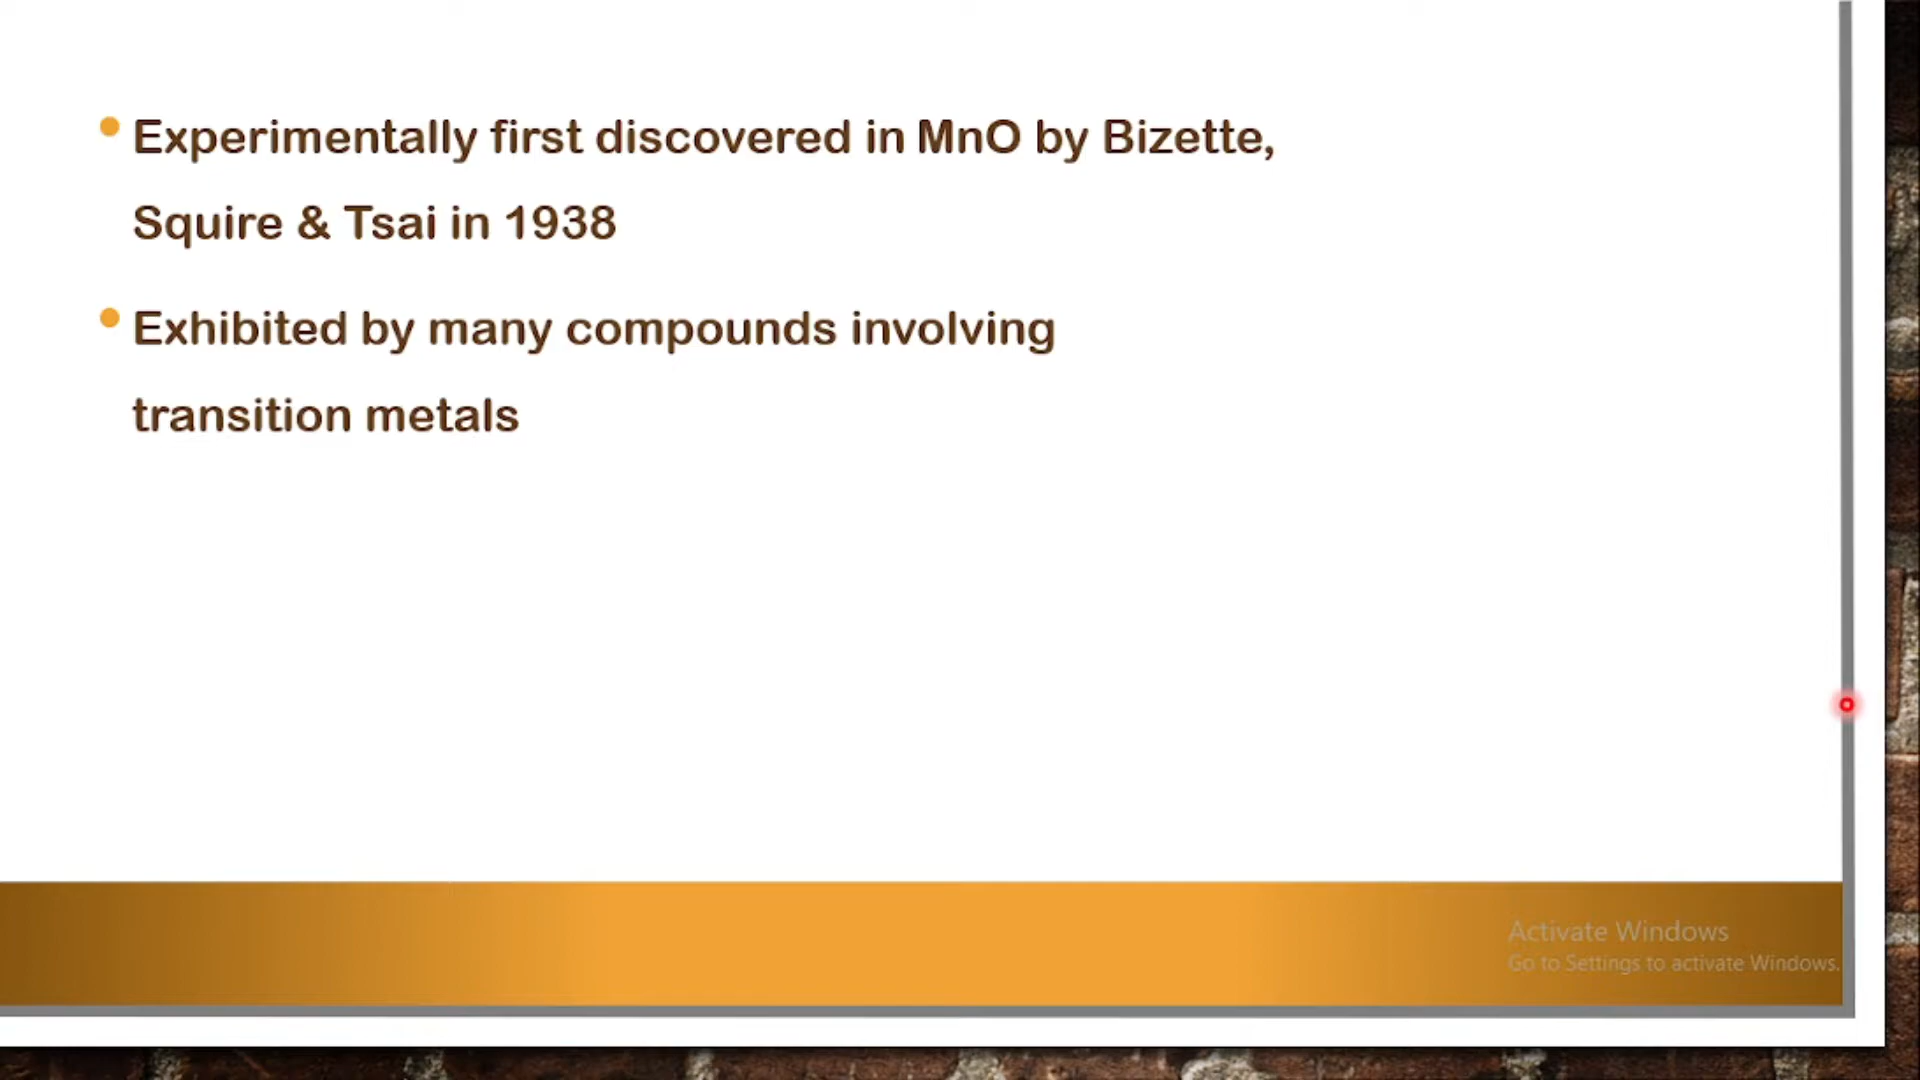 Experimentally first discovered in MnO by Bizette,
Squire & Tsai in 1938
Exhibited by many compounds involving
transition metals
Activate Windows
Go to Settings to activate Windows.